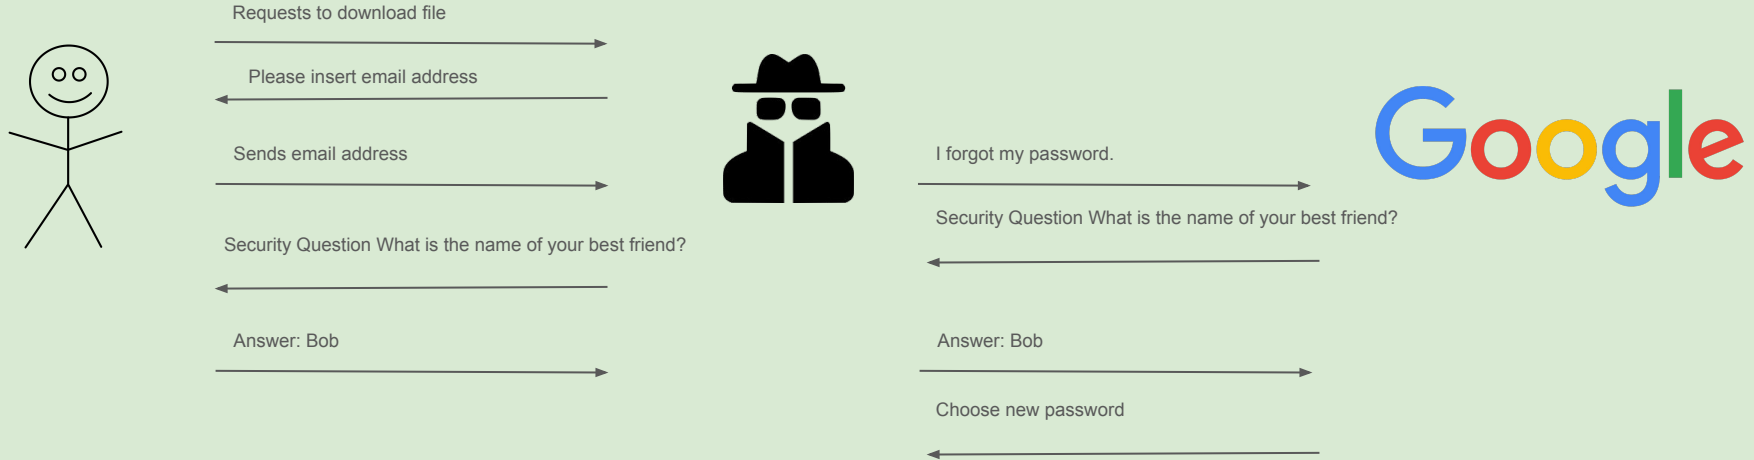 Requests to download file
Please insert email address
Sends email address
Security Question What is the name of your best friend?
Answer: Bob
I forgot my password.
Security Question What is the name of your best friend?
Answer: Bob
Choose new password
Google